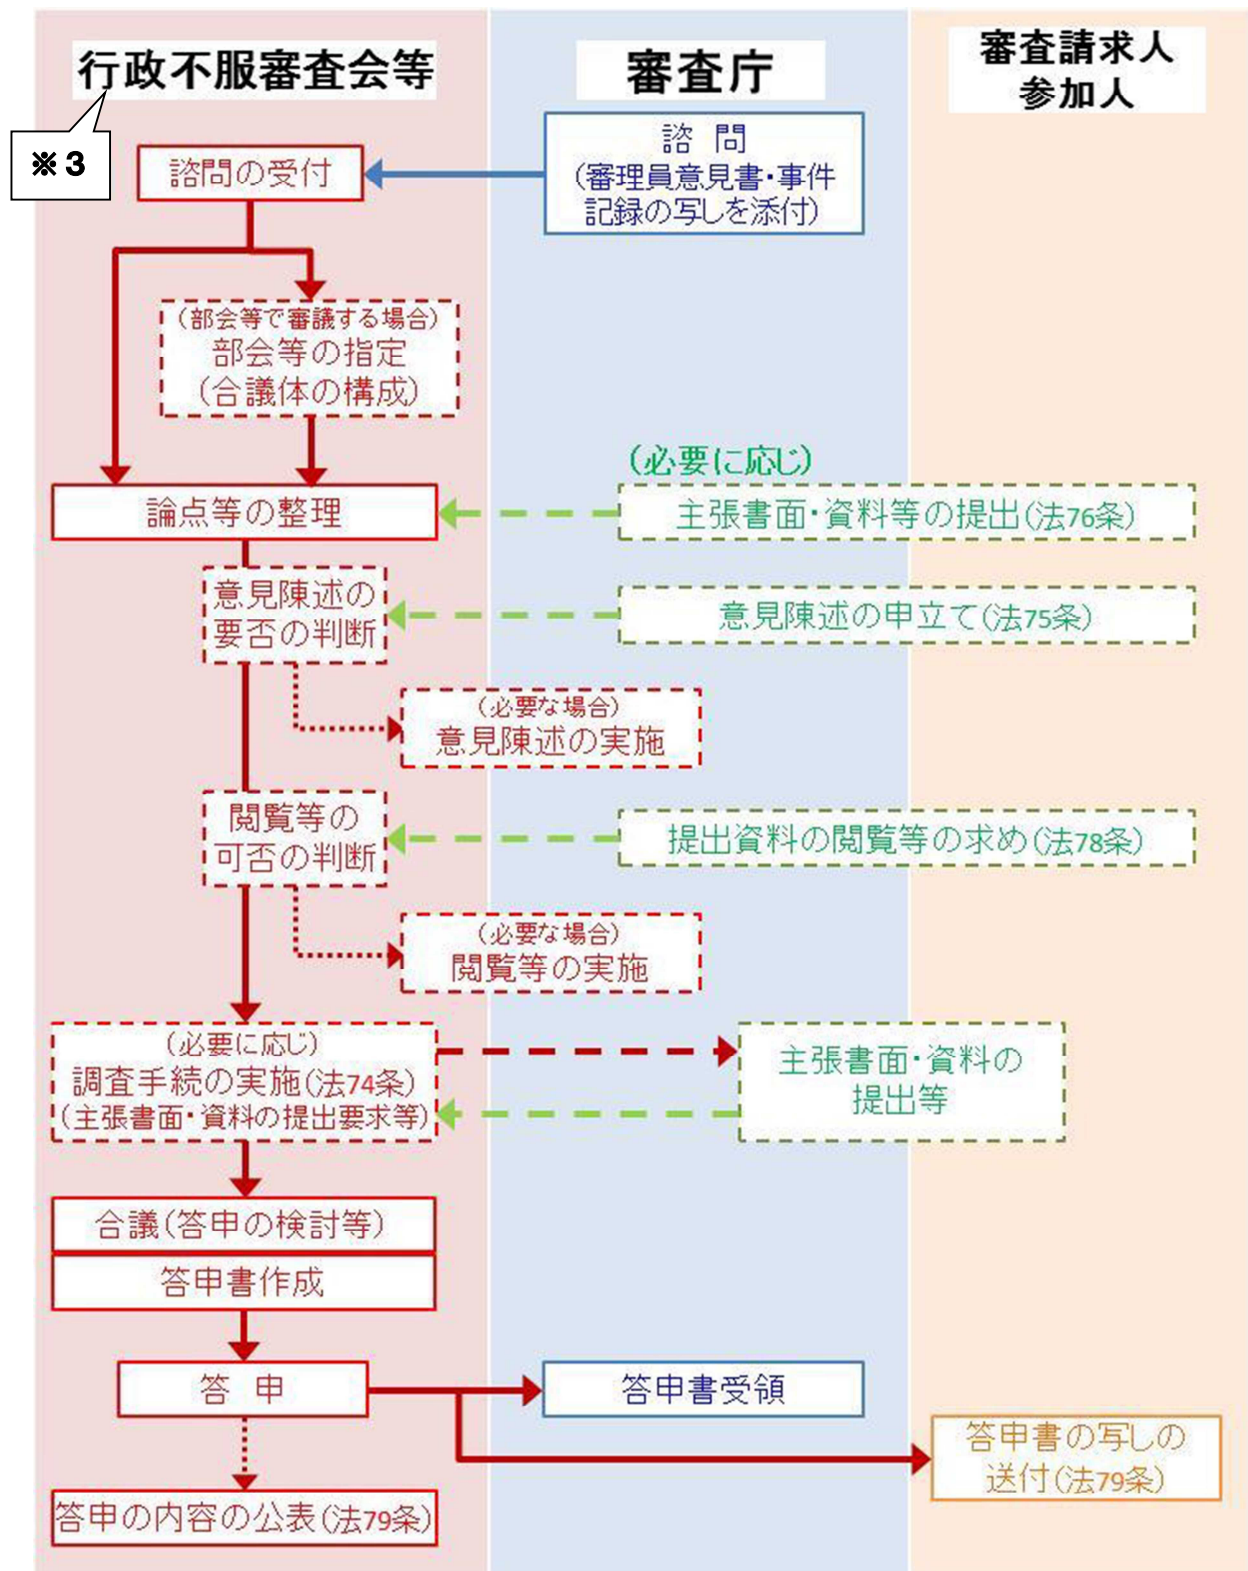 行政不服審査会等
審査庁
審査請求人
参加人
※3
諮問の受付
諮 問
(審理員意見書・事件
記録の写しを添付)
(部会等で審議する場合)
部会等の指定
(合議体の構成)
(必要に応じ)
論点等の整理
主張書面・資料等の提出(法76条)
意見陳述の
要否の判断
意見陳述の申立て(法75条)
(必要な場合)
意見陳述の実施
閲覧等の
可否の判断
提出資料の閲覧等の求め(法78条)
(必要な場合)
閲覧等の実施
(必要に応じ)
調査手続の実施(法74条)
(主張書面・資料の提出要求等)
主張書面・資料の
提出等
合議(答申の検討等)
答申書作成
答 申
答申書受領
答申書の写しの
送付(法79条)
答申の内容の公表(法79条)